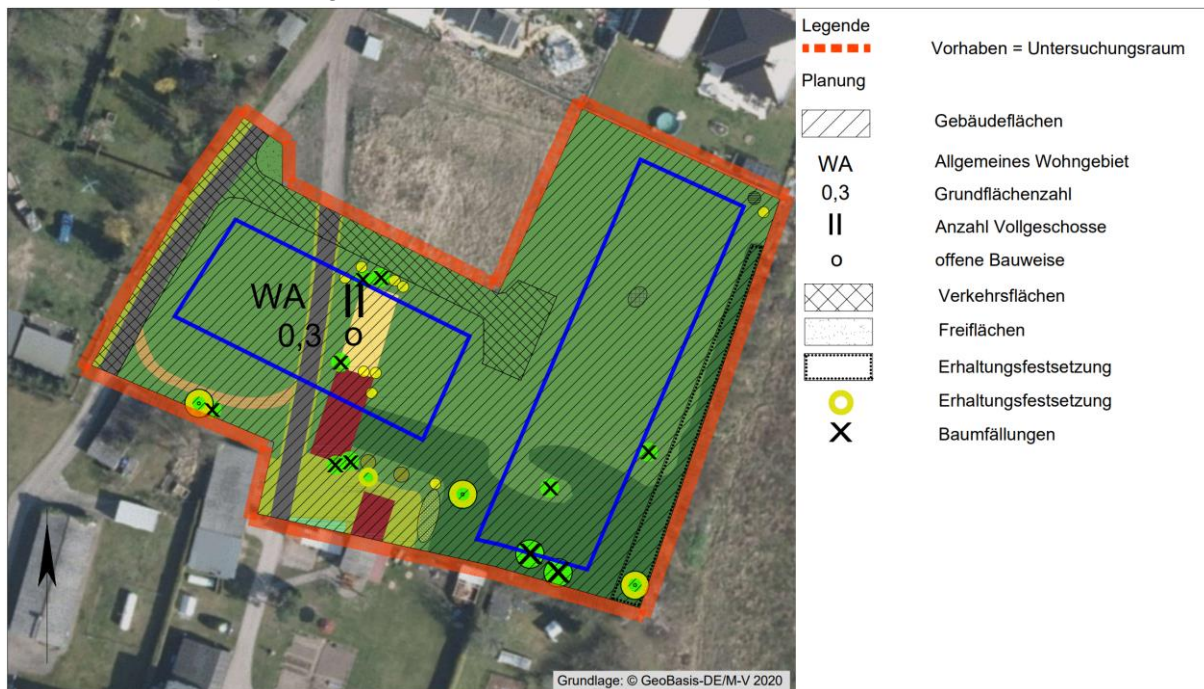 Legende
Vorhaben = Untersuchungsraum
Planung
Gebäudeflächen
WA Allgemeines Wohngebiet
0,3 Grundflächenzahl
II Anzahl Vollgeschosse
o offene Bauweise
Verkehrsflächen
Freiflächen
Erhaltungsfestsetzung
Erhaltungsfestsetzung
Baumfällungen
WA II
0,3 o
Grundlage: © GeoBasis-DE/M-V 2020